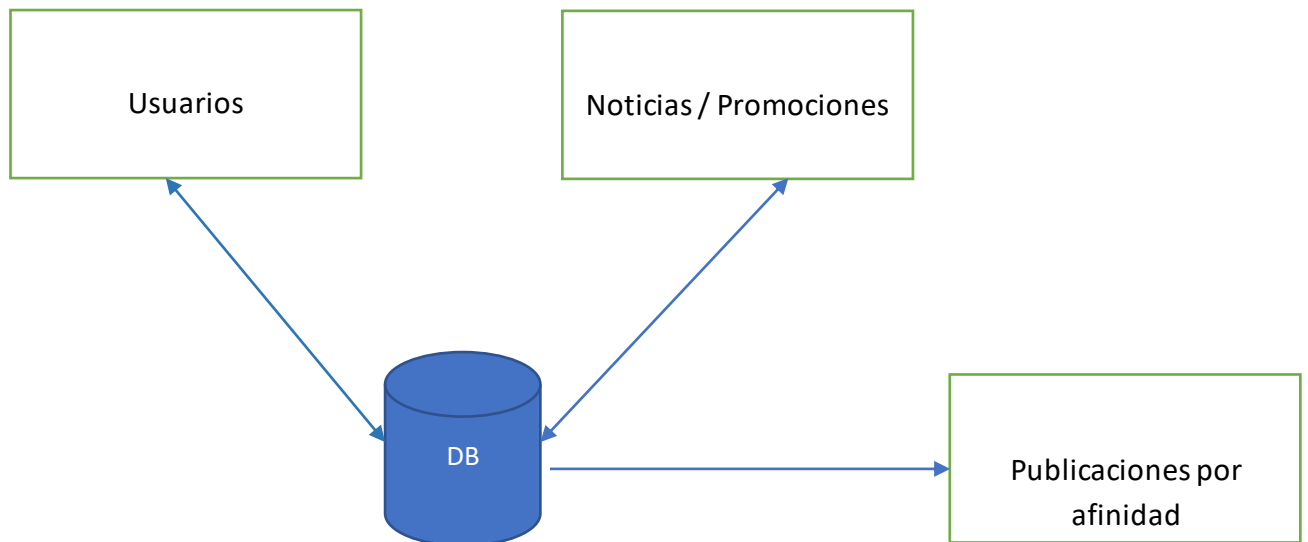 Usuarios
Noticias / Promociones
DB
Publicaciones por
afinidad